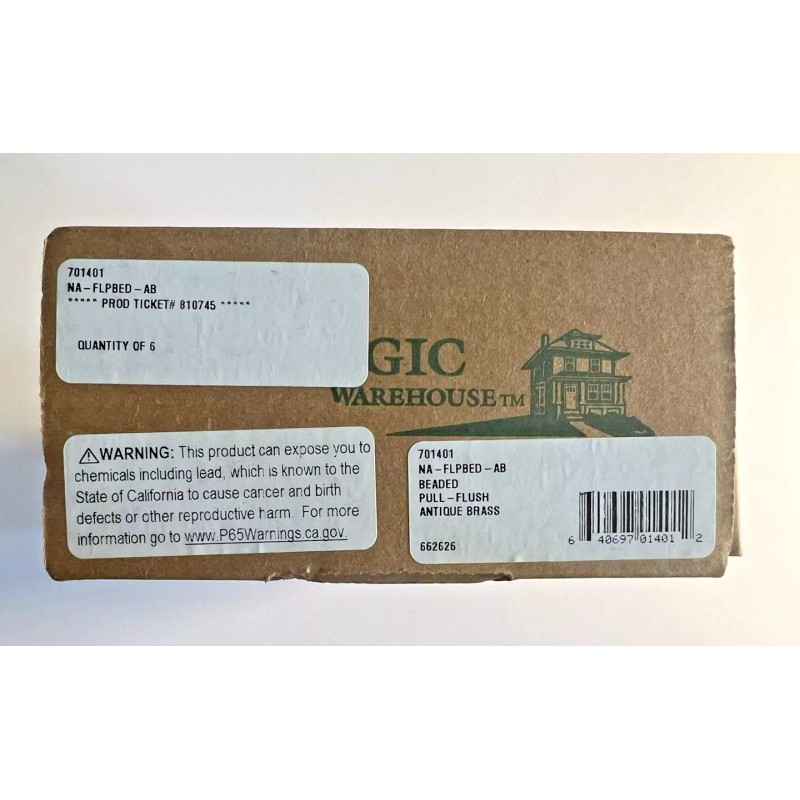 701401
NA-FLPBED-AB
***** PROD TICKET# 810745 *****
QUANTITY OF 6
GIC
WAREHOUSE™
⚠WARNING: This product can expose you to
chemicals including lead, which is known to the
State of California to cause cancer and birth
defects or other reproductive harm. For more
information go to www.P65Warnings.ca.gov.
701401
NA-FLPBED-AB
BEADED
PULL-FLUSH
ANTIQUE BRASS
662626
6 40697 01401 2